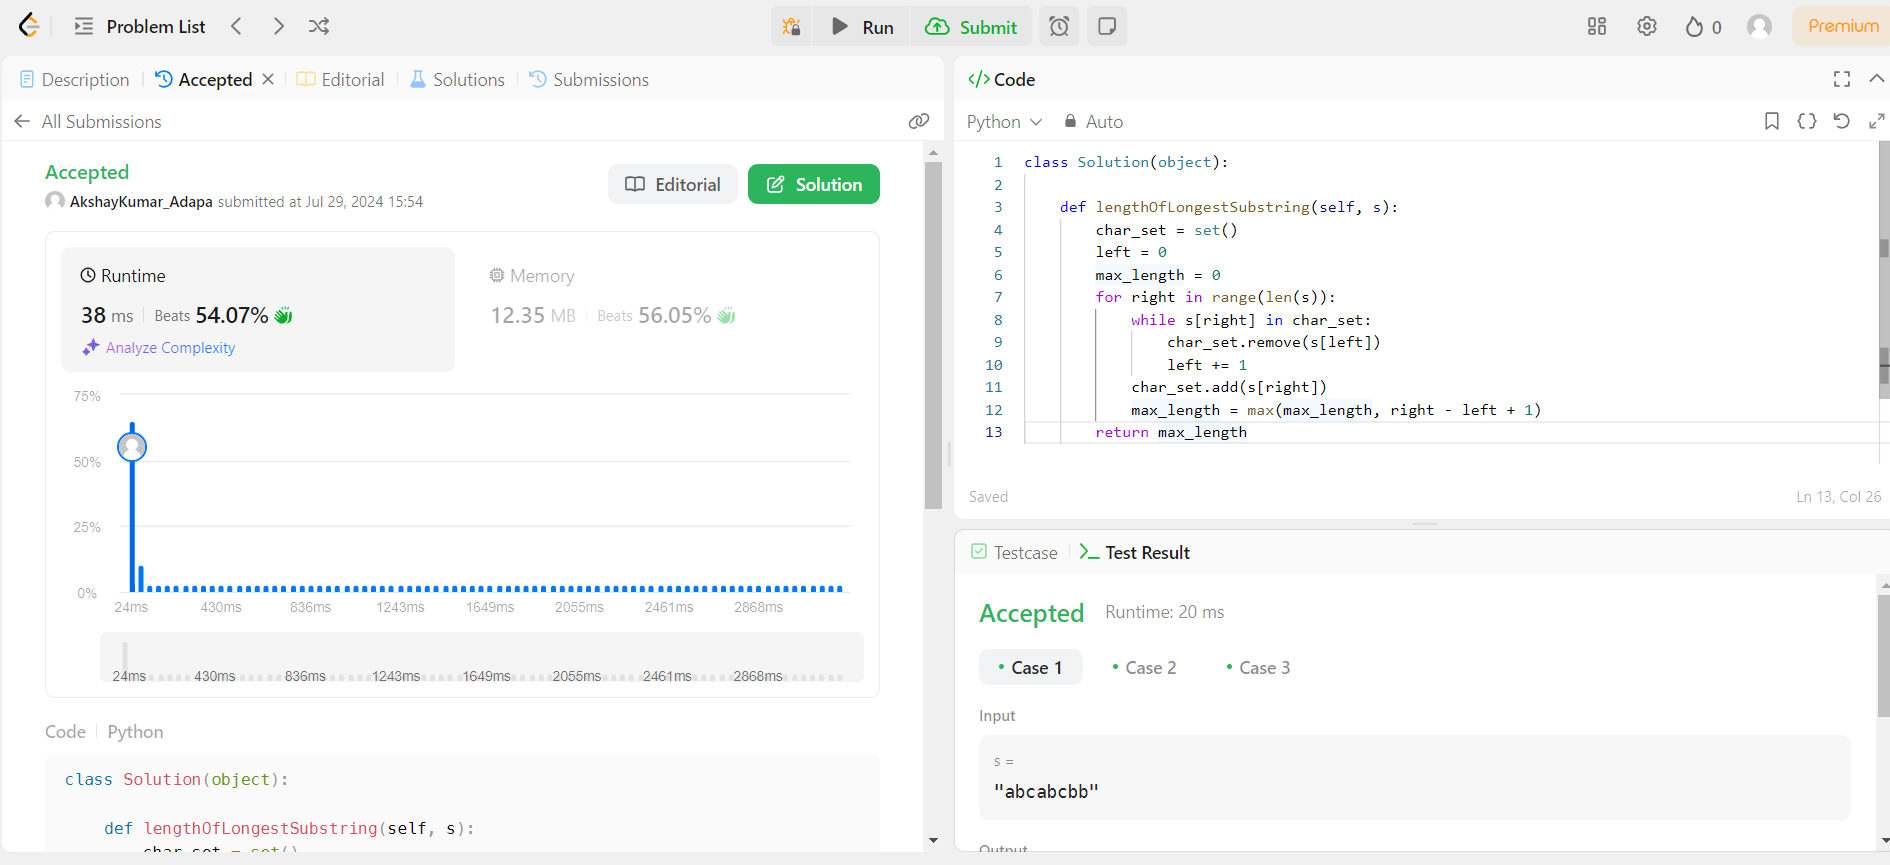 Problem List
Run
Submit
0
Premium
Description
Accepted
Editorial
Solutions
Submissions
All Submissions
Accepted
Editorial
Solution
AkshayKumar_Adapa submitted at Jul 29, 2024 15:54
Runtime
38 ms
Beats 54.07%
Analyze Complexity
Memory
12.35 MB
Beats 56.05%
75%
50%
25%
0%
24ms 430ms 836ms 1243ms 1649ms 2055ms 2461ms 2868ms
24ms 430ms 836ms 1243ms 1649ms 2055ms 2461ms 2868ms
Code
Python
class Solution(object):
def lengthOfLongestSubstring(self, s):
char_set = set()
</> Code
Python
Auto
1 class Solution(object):
2
3 def lengthOfLongestSubstring(self, s):
4 char_set = set()
5 left = 0
6 max_length = 0
7 for right in range(len(s)):
8 while s[right] in char_set:
9 char_set.remove(s[left])
10 left += 1
11 char_set.add(s[right])
12 max_length = max(max_length, right - left + 1)
13 return max_length
Saved
Ln 13, Col 26
Testcase
Test Result
Accepted
Runtime: 20 ms
Case 1
Case 2
Case 3
Input
s =
"abcabcbb"
Output